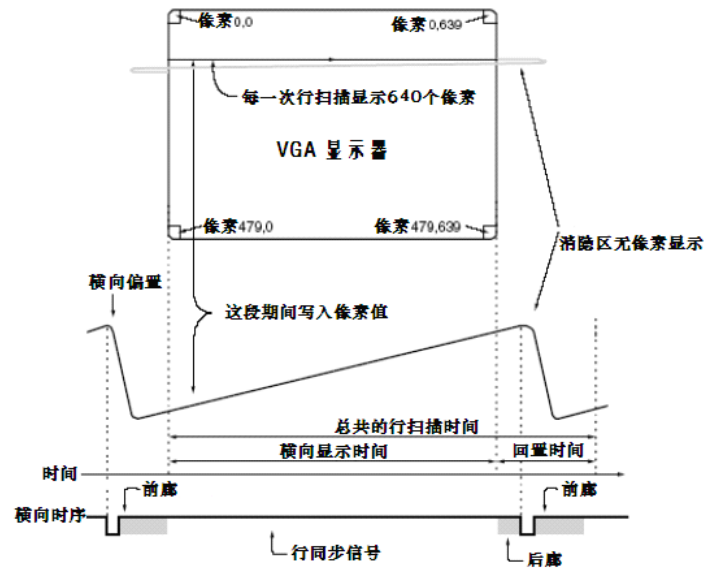 像素0,0
像素0,639
每一次行扫描显示640个像素
VGA 显示器
像素479,0
像素479,639
消隐区无像素显示
横向偏置
这段期间写入像素值
总共的行扫描时间
横向显示时间
回置时间
时间
前廊
前廊
横向时序
行同步信号
后廊